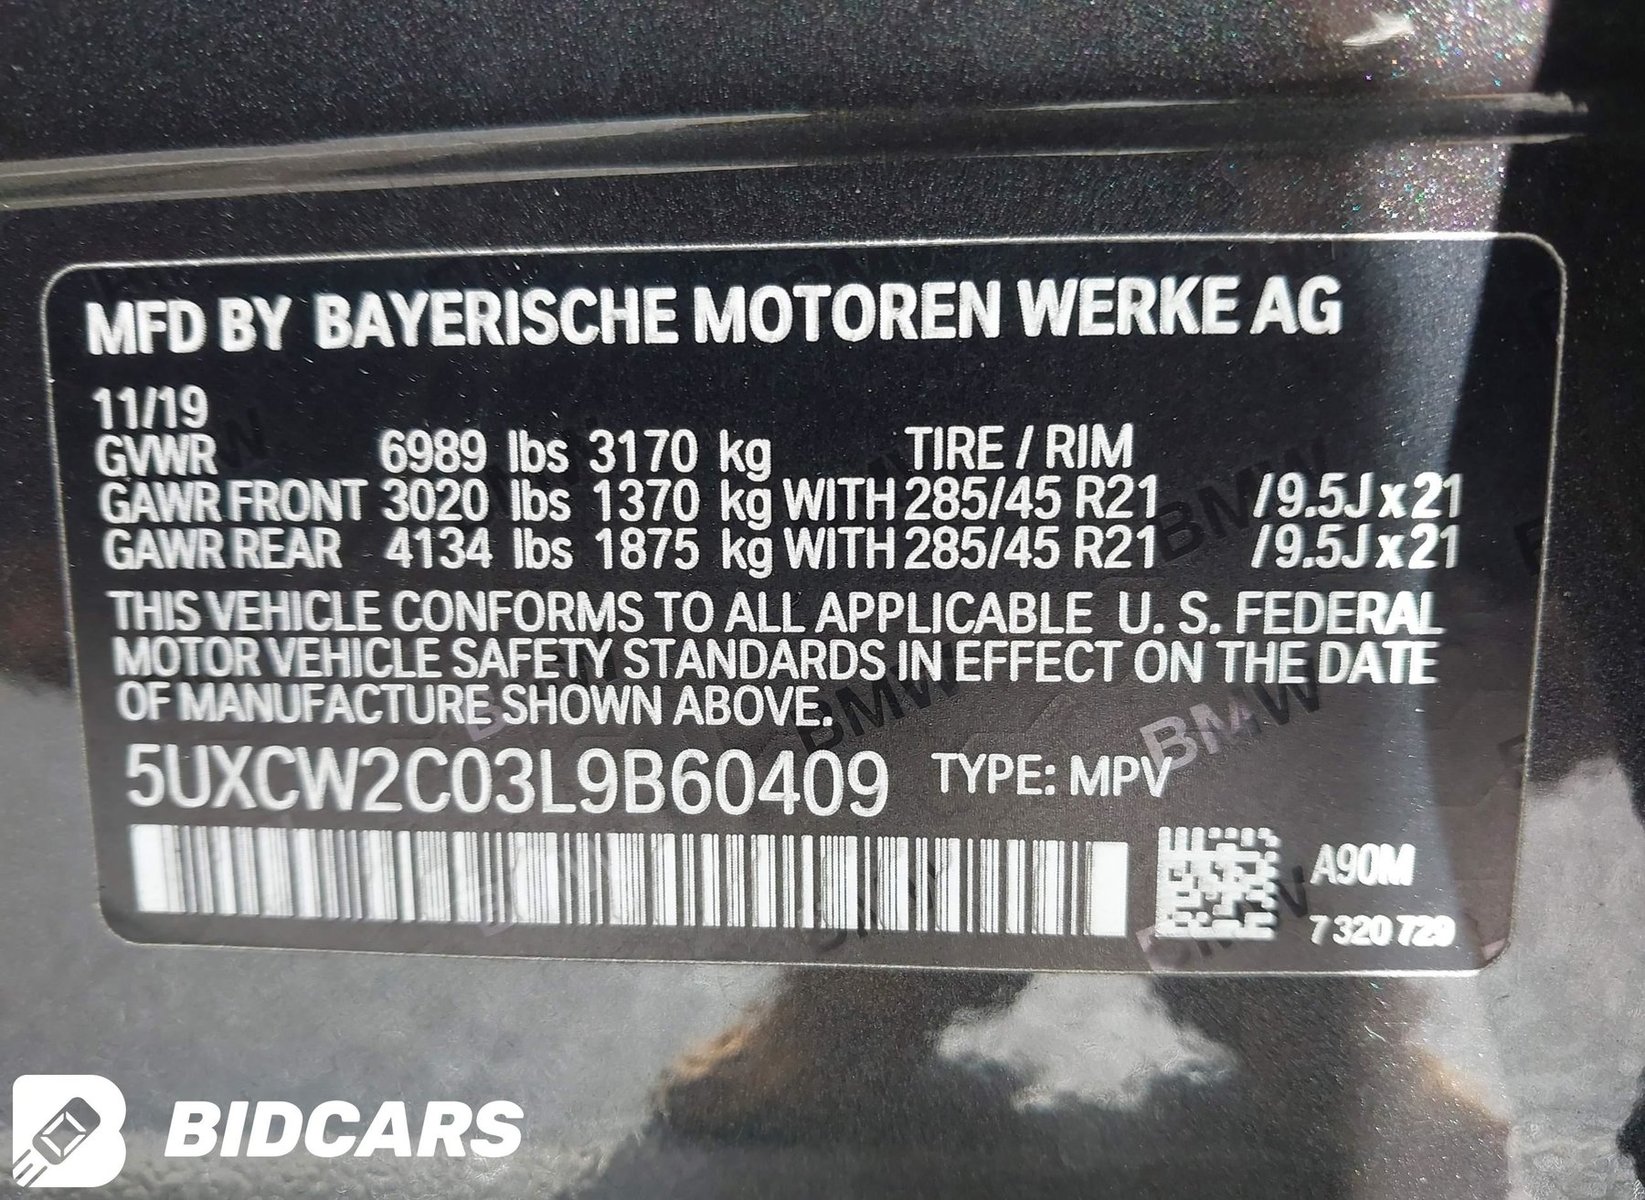 MFD BY BAYERISCHE MOTOREN WERKE AG
11/19
GVWR 6989 lbs 3170 kg TIRE / RIM
GAWR FRONT 3020 lbs 1370 kg WITH 285/45 R21 /9.5J x 21
GAWR REAR 4134 lbs 1875 kg WITH 285/45 R21 /9.5J x 21
THIS VEHICLE CONFORMS TO ALL APPLICABLE U. S. FEDERAL
MOTOR VEHICLE SAFETY STANDARDS IN EFFECT ON THE DATE
OF MANUFACTURE SHOWN ABOVE.
5UXCW2C03L9B60409 TYPE: MPV
A90M
7 320 729
BMW BMW BMW
BIDCARS